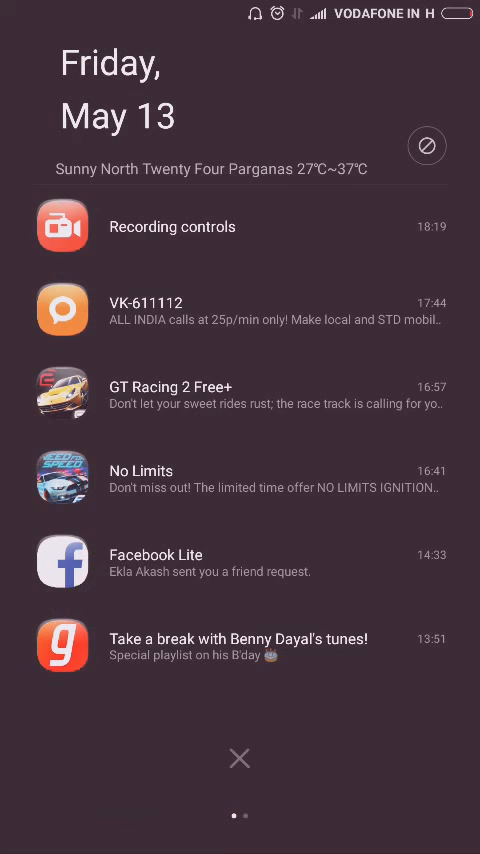 VODAFONE IN H
Friday,
May 13
Sunny North Twenty Four Parganas 27℃~37℃
Recording controls 18:19
VK-611112 17:44
ALL INDIA calls at 25p/min only! Make local and STD mobil..
GT Racing 2 Free+ 16:57
Don't let your sweet rides rust; the race track is calling for yo..
NEED FOR SPEED
No Limits 16:41
Don't miss out! The limited time offer NO LIMITS IGNITION..
Facebook Lite 14:33
Ekla Akash sent you a friend request.
Take a break with Benny Dayal's tunes! 13:51
Special playlist on his B'day 🎂